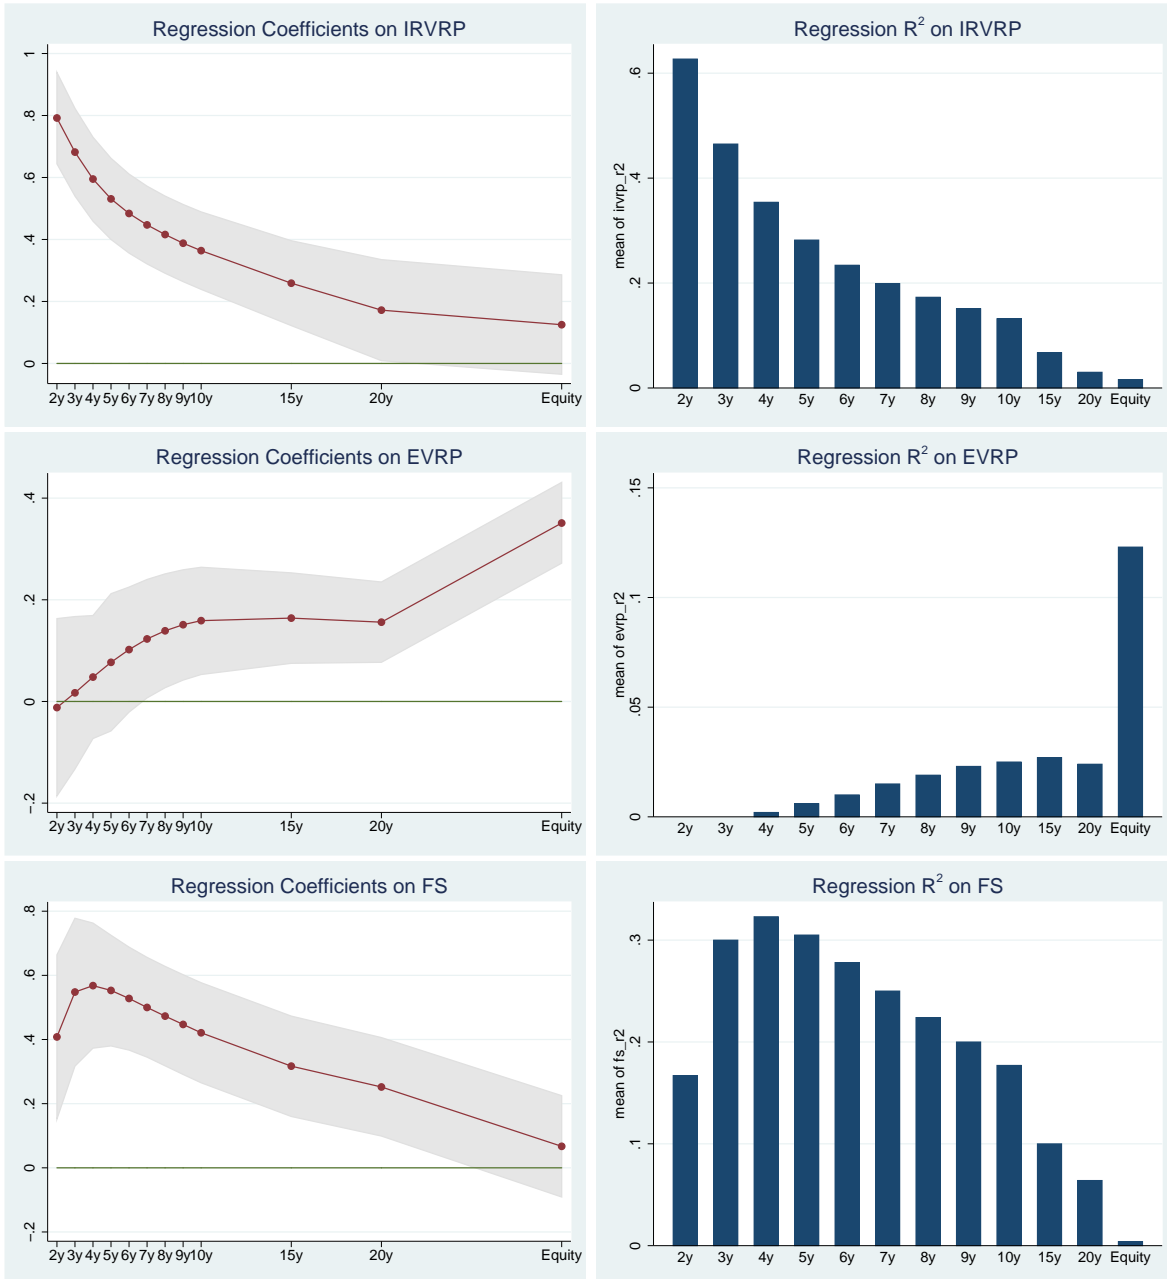 Regression Coefficients on IRVRP
1
.8
.6
.4
.2
0
2y 3y 4y 5y 6y 7y 8y 9y 10y 15y 20y Equity
Regression R² on IRVRP
mean of irvrp_r2
.6
.4
.2
0
2y 3y 4y 5y 6y 7y 8y 9y 10y 15y 20y Equity
Regression Coefficients on EVRP
.4
.2
0
-.2
2y 3y 4y 5y 6y 7y 8y 9y 10y 15y 20y Equity
Regression R² on EVRP
mean of evrp_r2
.15
.1
.05
0
2y 3y 4y 5y 6y 7y 8y 9y 10y 15y 20y Equity
Regression Coefficients on FS
.8
.6
.4
.2
0
-.2
2y 3y 4y 5y 6y 7y 8y 9y 10y 15y 20y Equity
Regression R² on FS
mean of fs_r2
.3
.2
.1
0
2y 3y 4y 5y 6y 7y 8y 9y 10y 15y 20y Equity